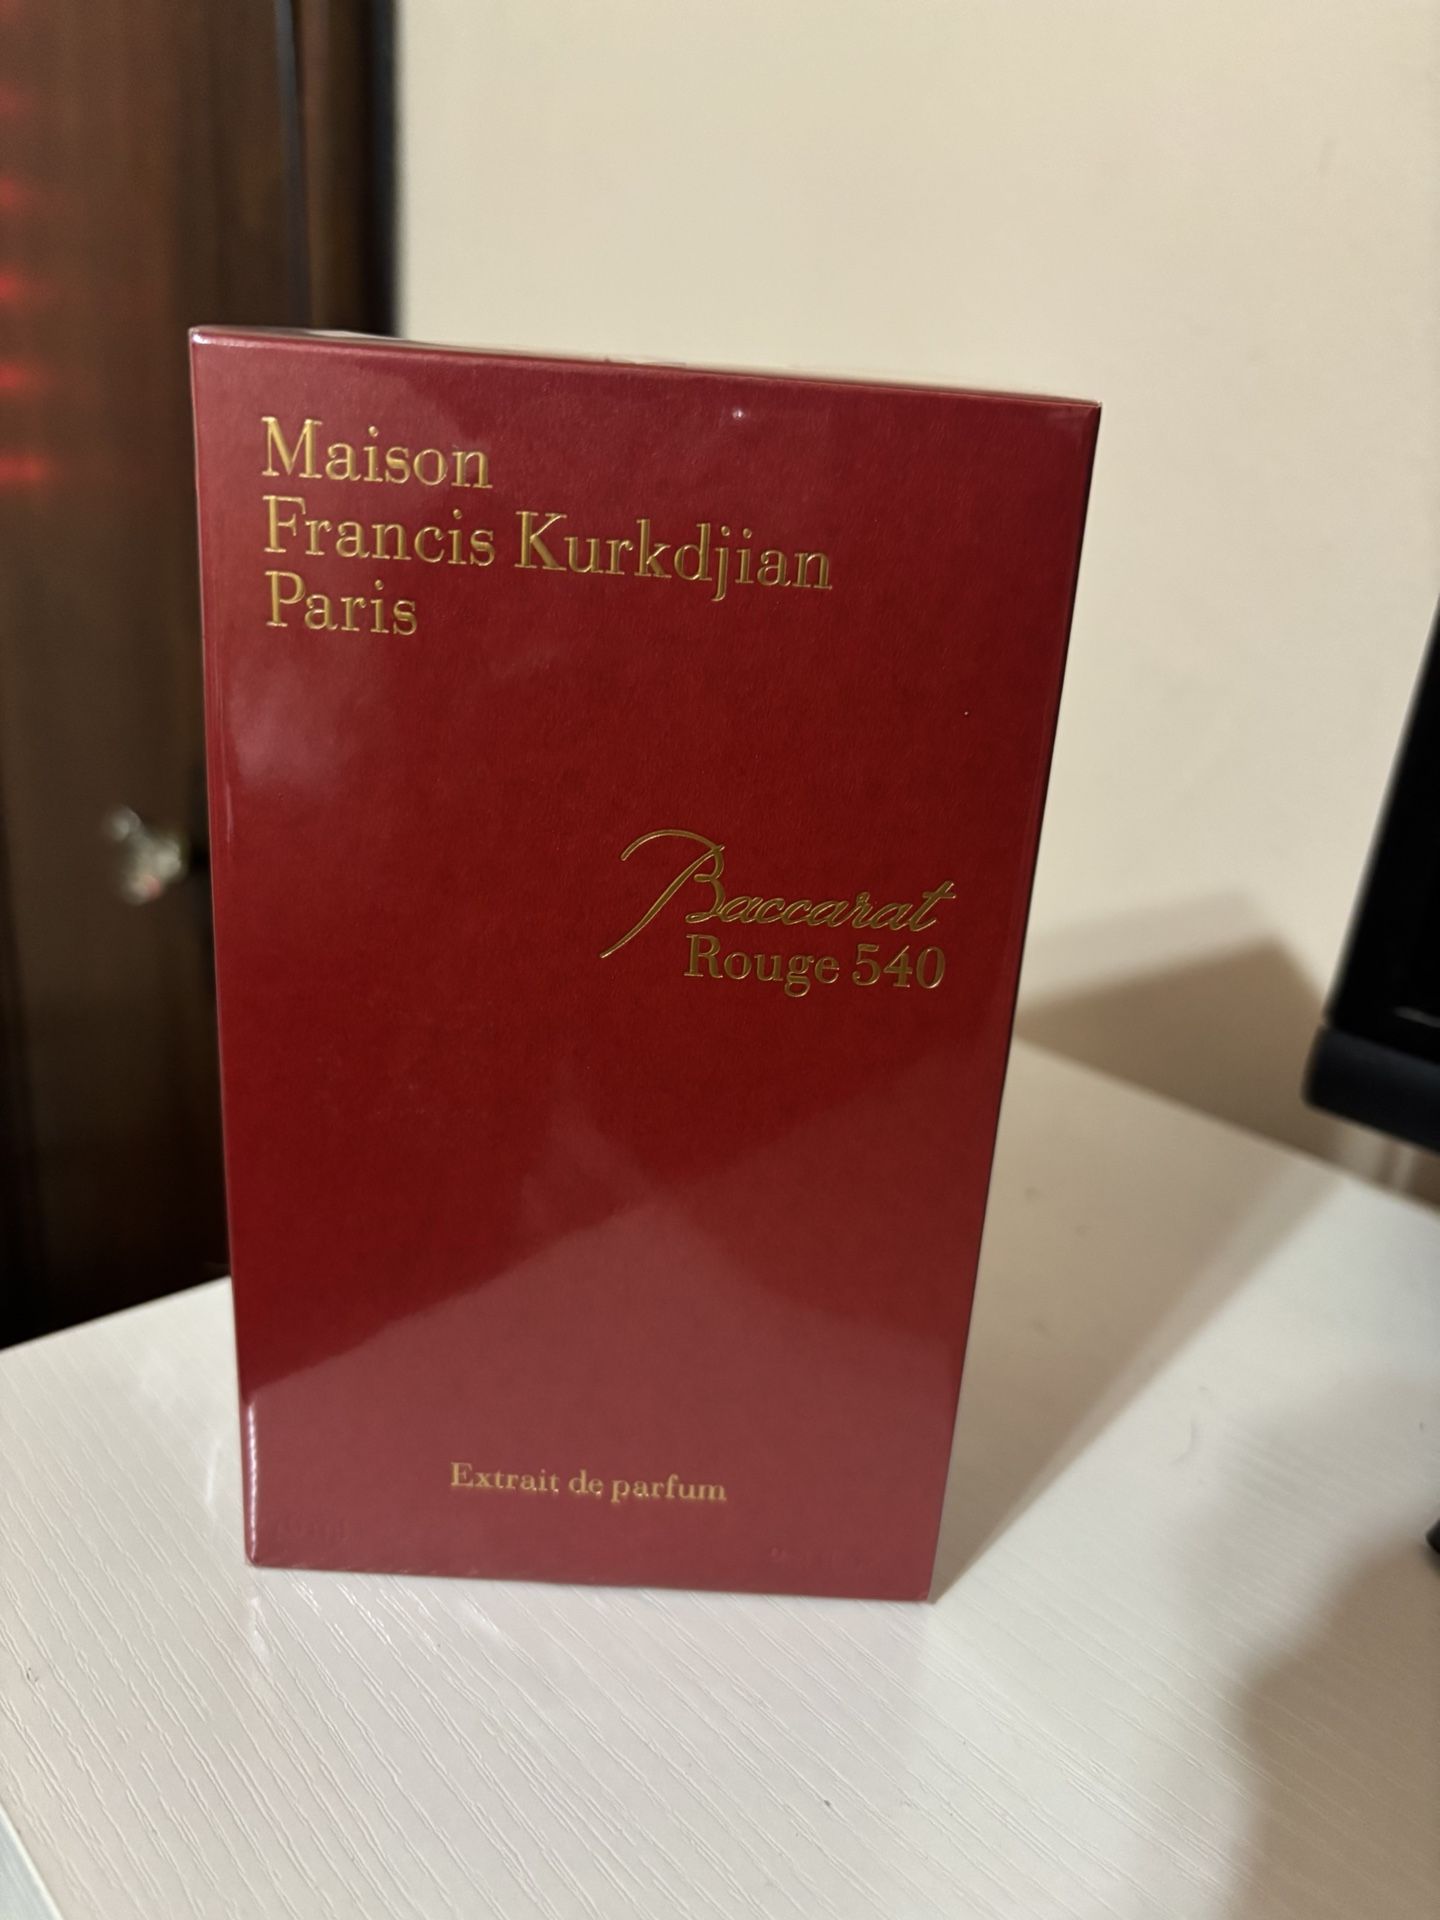 Maison
Francis Kurkdjian
Paris
Baccarat
Rouge 540
Extrait de parfum